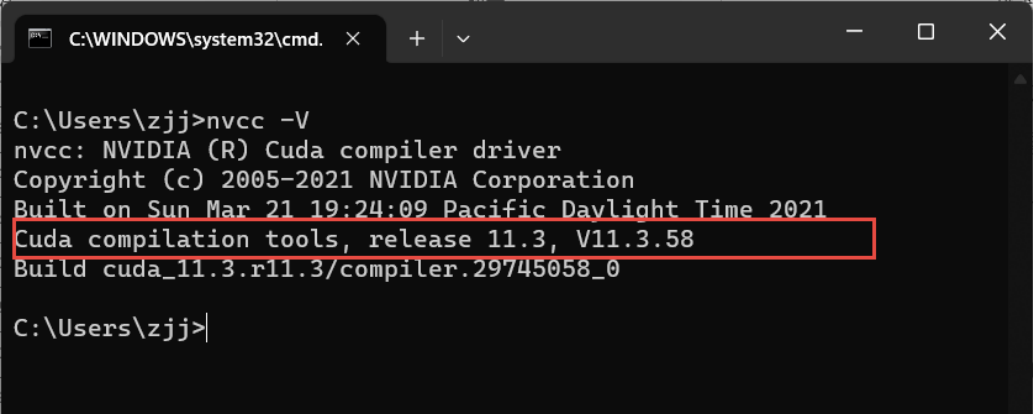 C:\WINDOWS\system32\cmd.
C:\Users\zjj>nvcc -V
nvcc: NVIDIA (R) Cuda compiler driver
Copyright (c) 2005-2021 NVIDIA Corporation
Built on Sun Mar 21 19:24:09 Pacific Daylight Time 2021
Cuda compilation tools, release 11.3, V11.3.58
Build cuda_11.3.r11.3/compiler.29745058_0
C:\Users\zjj>